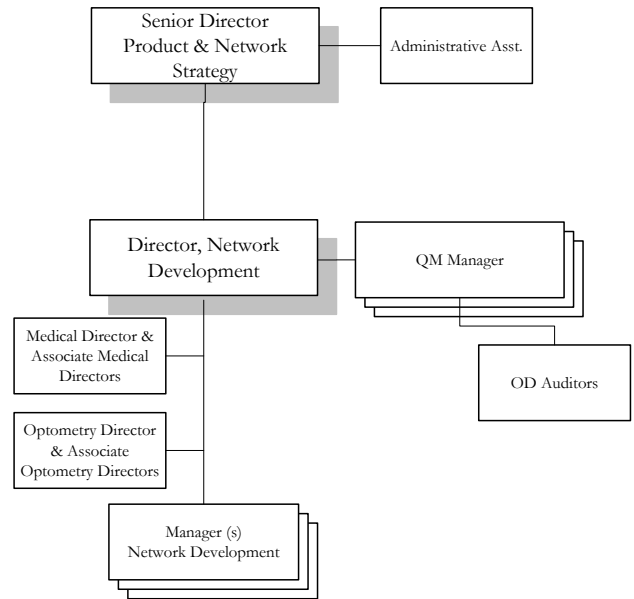 Senior Director
Product & Network
Strategy
Administrative Asst.
Director, Network
Development
QM Manager
Medical Director &
Associate Medical
Directors
OD Auditors
Optometry Director
& Associate
Optometry Directors
Manager (s)
Network Development